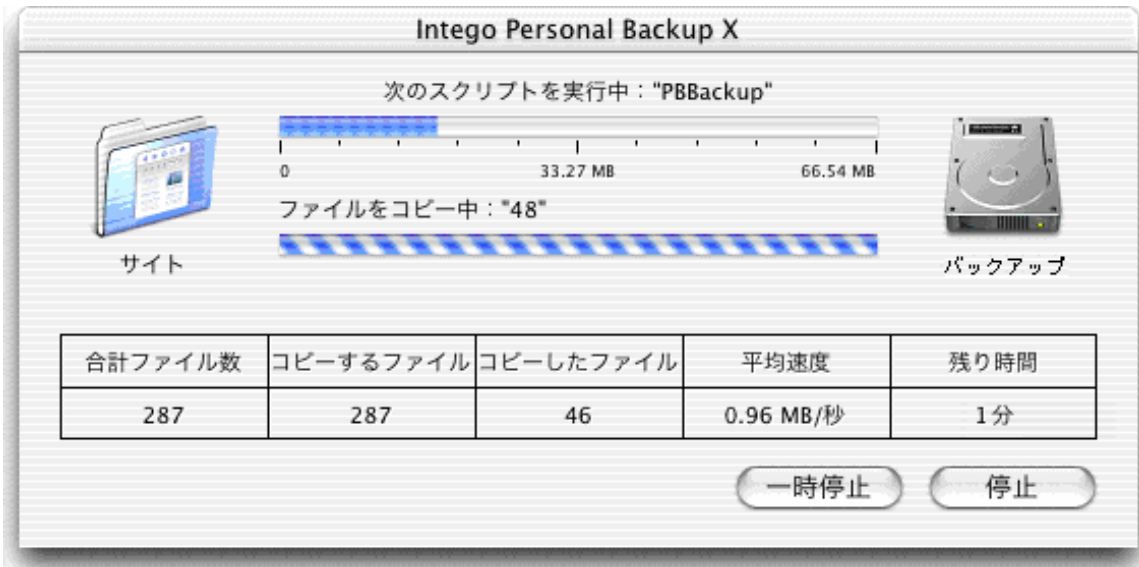 Intego Personal Backup X
次のスクリプトを実行中："PBBackup"
0 33.27 MB 66.54 MB
ファイルをコピー中："48"
サイト バックアップ
合計ファイル数 コピーするファイル コピーしたファイル 平均速度 残り時間
287 287 46 0.96 MB/秒 1分
一時停止 停止